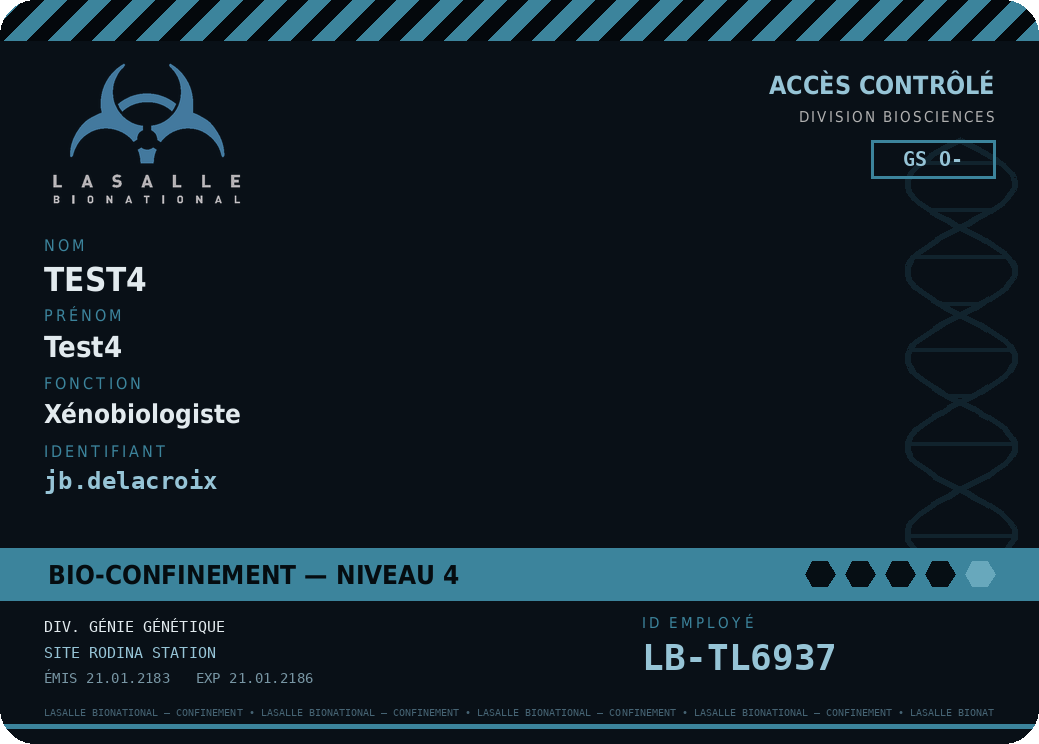 ACCÈS CONTRÔLÉ
DIVISION BIOSCIENCES
GS O-
LASALLE
BIONATIONAL
NOM
TEST4
PRÉNOM
Test4
FONCTION
Xénobiologiste
IDENTIFIANT
jb.delacroix
BIO-CONFINEMENT — NIVEAU 4
DIV. GÉNIE GÉNÉTIQUE
SITE RODINA STATION
ÉMIS 21.01.2183 EXP 21.01.2186
ID EMPLOYÉ
LB-TL6937
LASALLE BIONATIONAL — CONFINEMENT • LASALLE BIONATIONAL — CONFINEMENT • LASALLE BIONATIONAL — CONFINEMENT • LASALLE BIONATIONAL — CONFINEMENT • LASALLE BIONAT